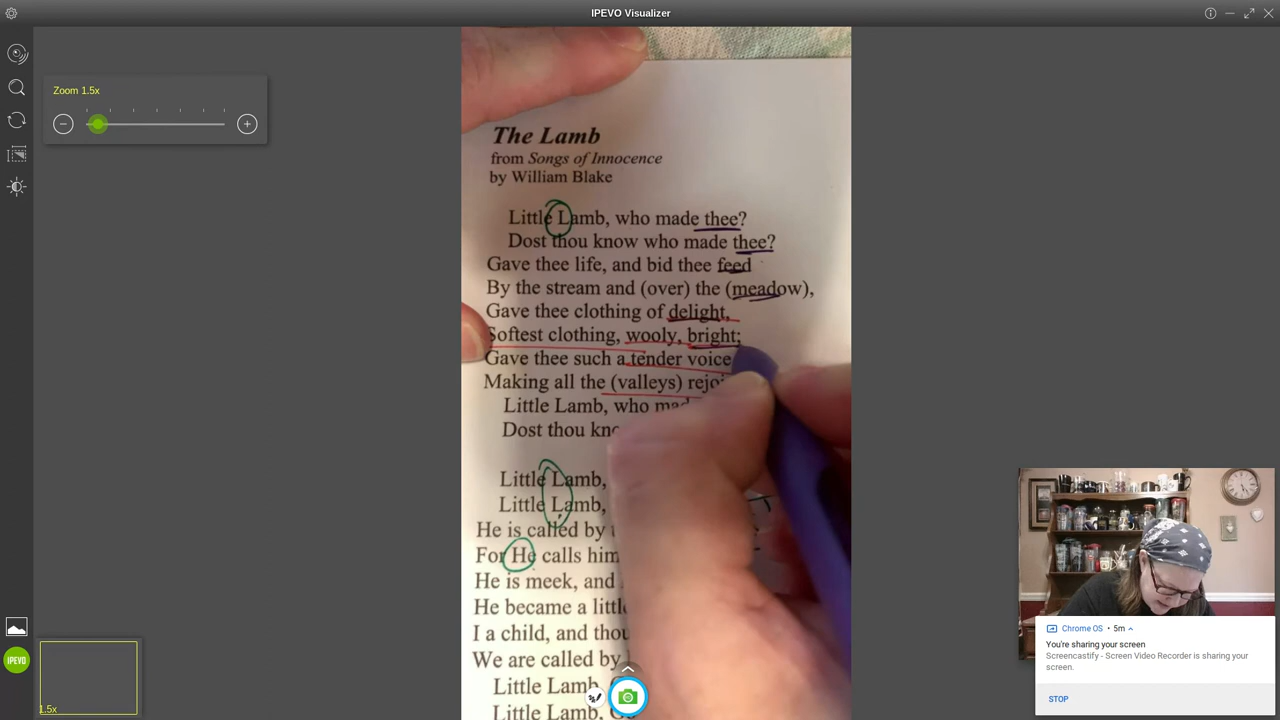 IPEVO Visualizer
Zoom 1.5x
The Lamb
from Songs of Innocence
by William Blake
Little Lamb, who made thee?
Dost thou know who made thee?
Gave thee life, and bid thee feed
By the stream and (over) the (meadow),
Gave thee clothing of delight,
Softest clothing, wooly, bright;
Gave thee such a tender voice
Making all the (valleys)
Little Lamb, who
Dost thou
Little Lamb,
Little Lamb,
He is called by
For He calls
He is meek, and
He became a
I a child, and
We are called by
Little Lamb,
Little Lamb,
IPEVO
1.5x
Chrome OS • 5m
You're sharing your screen
Screencastify - Screen Video Recorder is sharing your
screen.
STOP